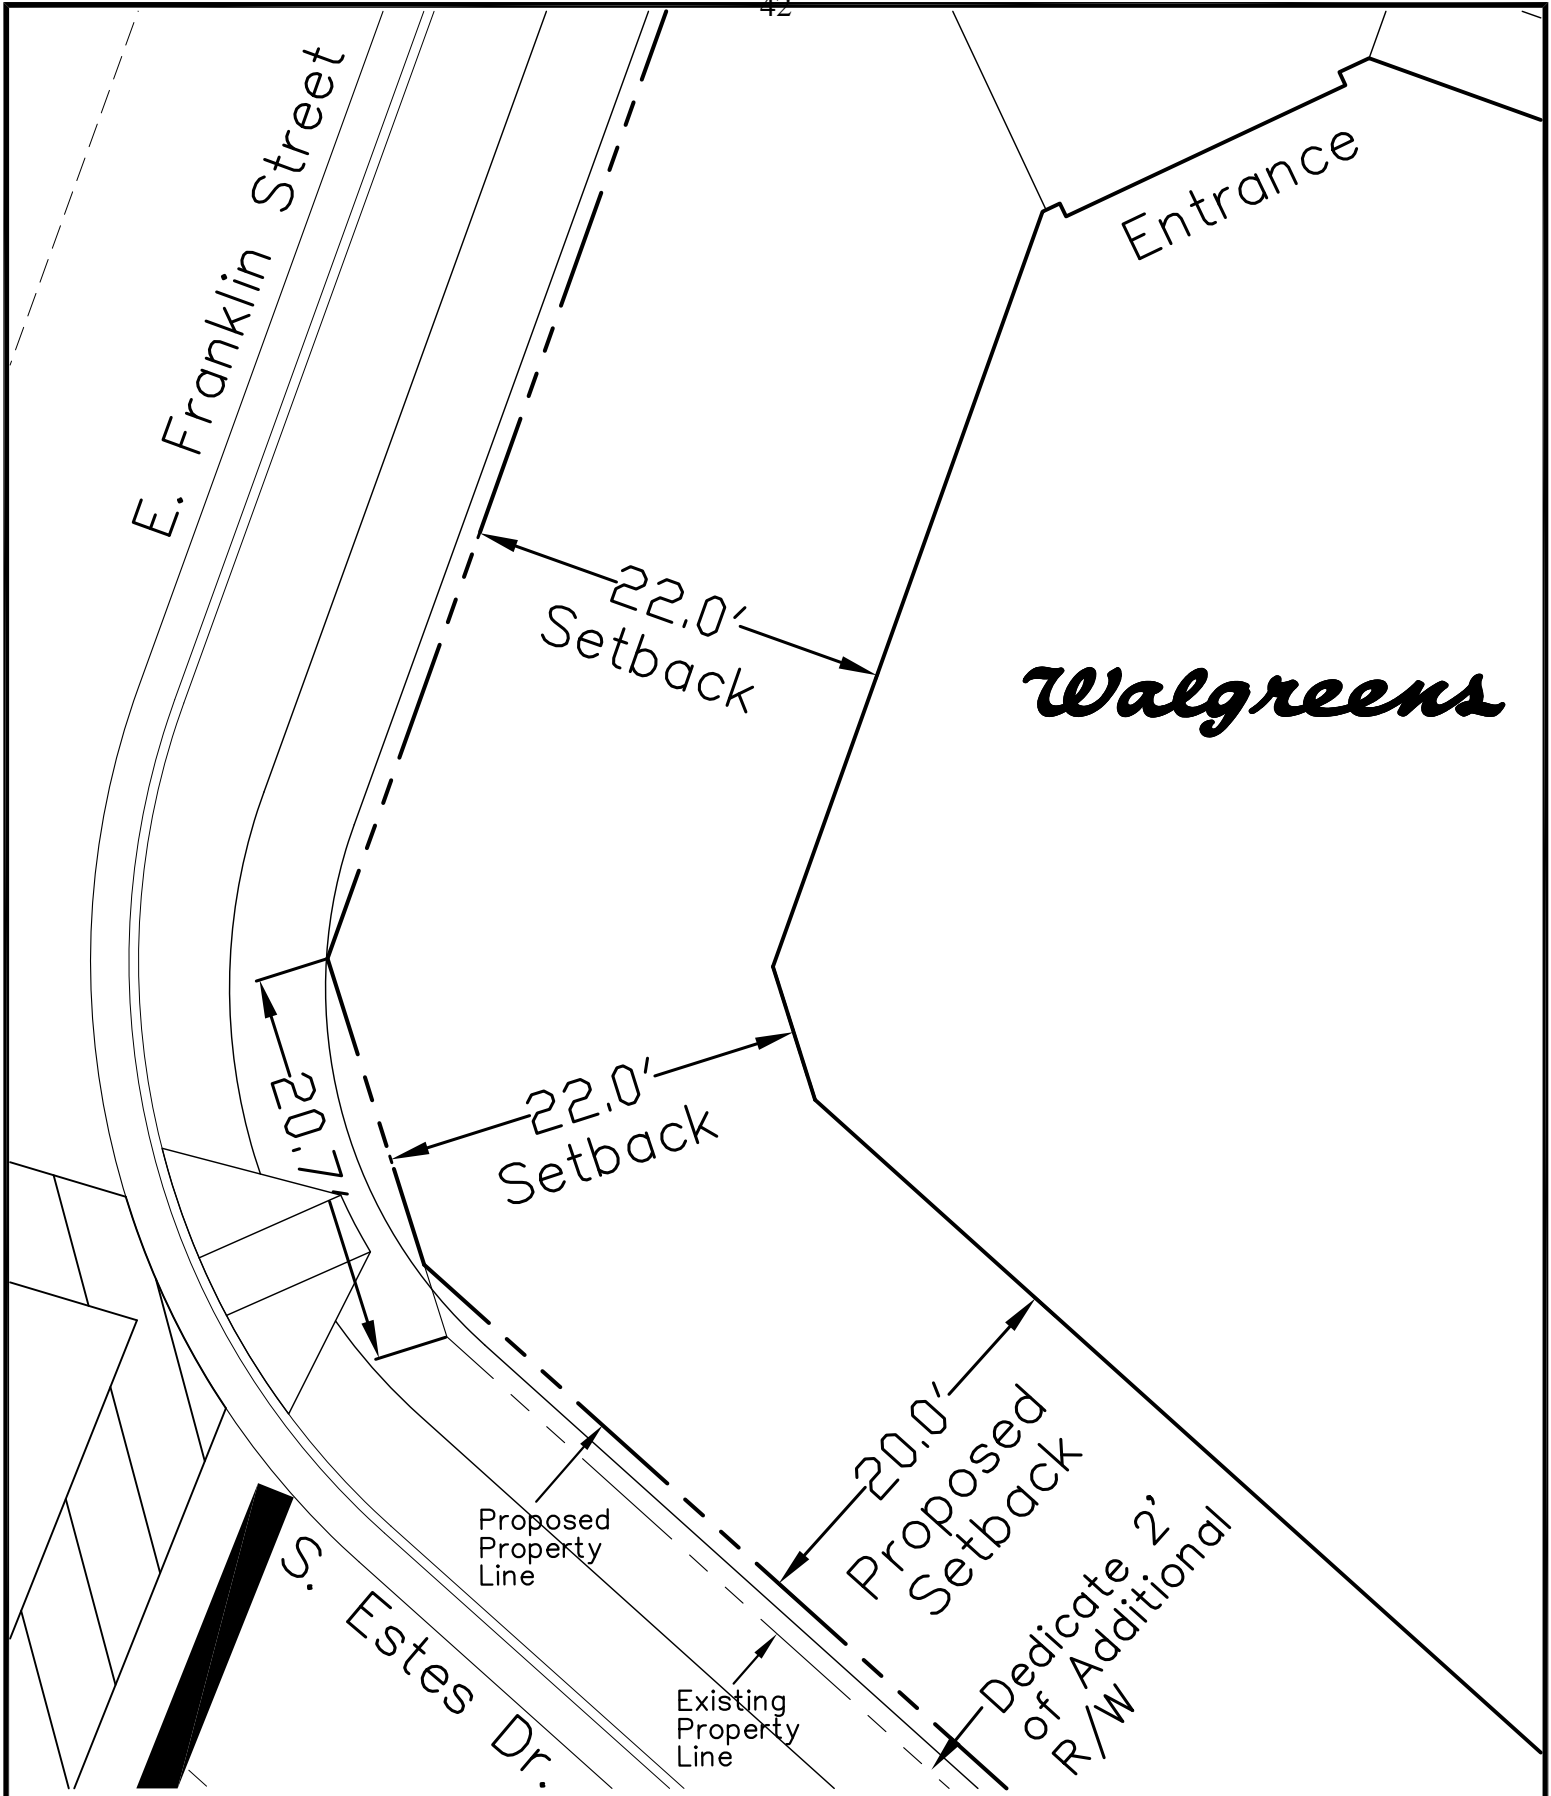 42
E. Franklin Street
Entrance
22.0'
Setback
Walgreens
22.0'
Setback
20.7'
20.0'
Proposed
Setback
Proposed
Property
Line
Dedicate 2'
of Additional
R/W
S. Estes Dr.
Existing
Property
Line